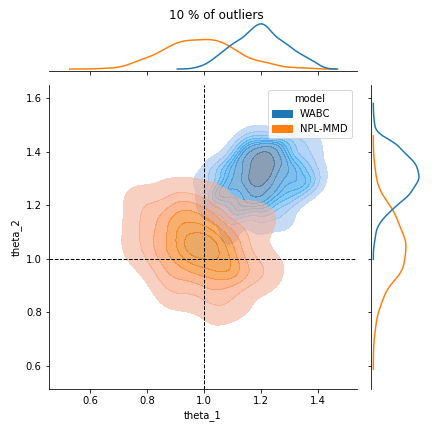 10 % of outliers
model
WABC
NPL-MMD
1.6
1.4
1.2
1.0
0.8
0.6
theta_2
0.6 0.8 1.0 1.2 1.4
theta_1